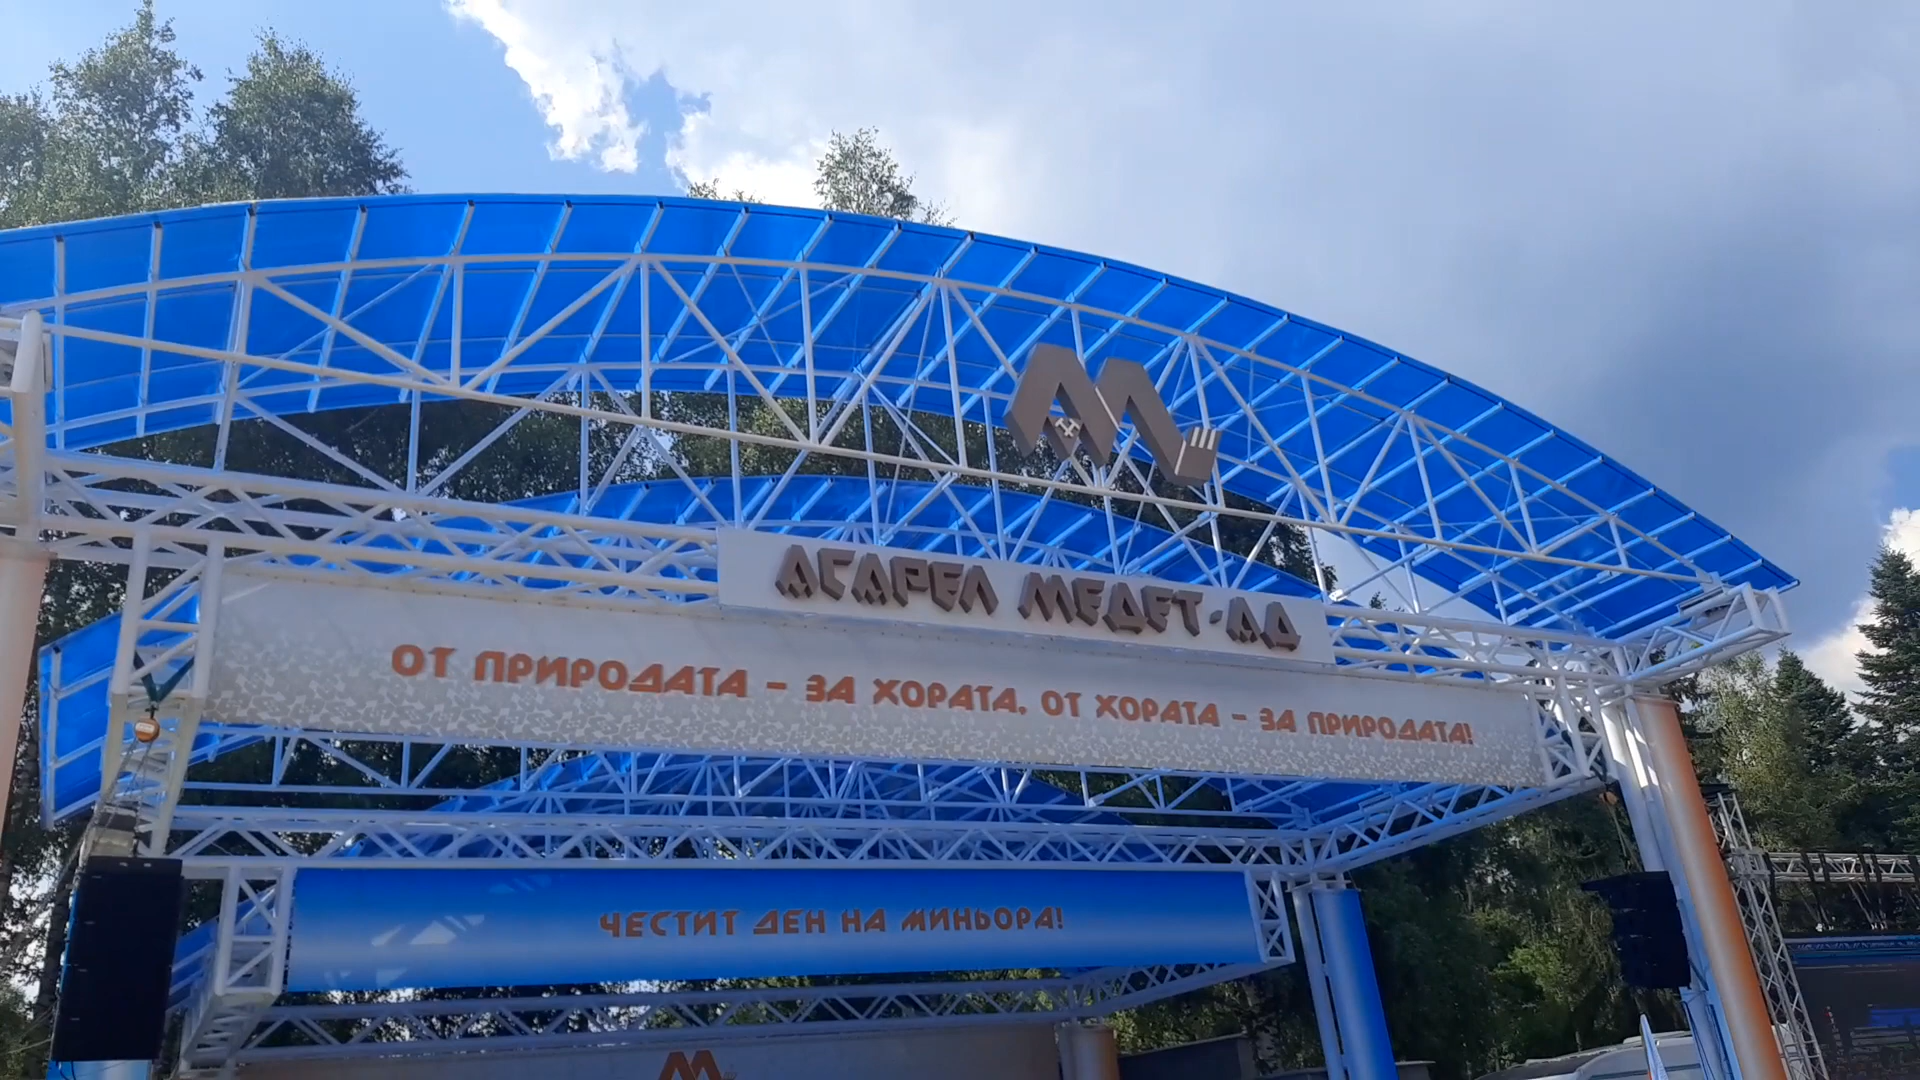 АСАРЕЛ МЕДЕТ-АД
ОТ ПРИРОДАТА – ЗА ХОРАТА, ОТ ХОРАТА – ЗА ПРИРОДАТА!
ЧЕСТИТ ДЕН НА МИНЬОРА!